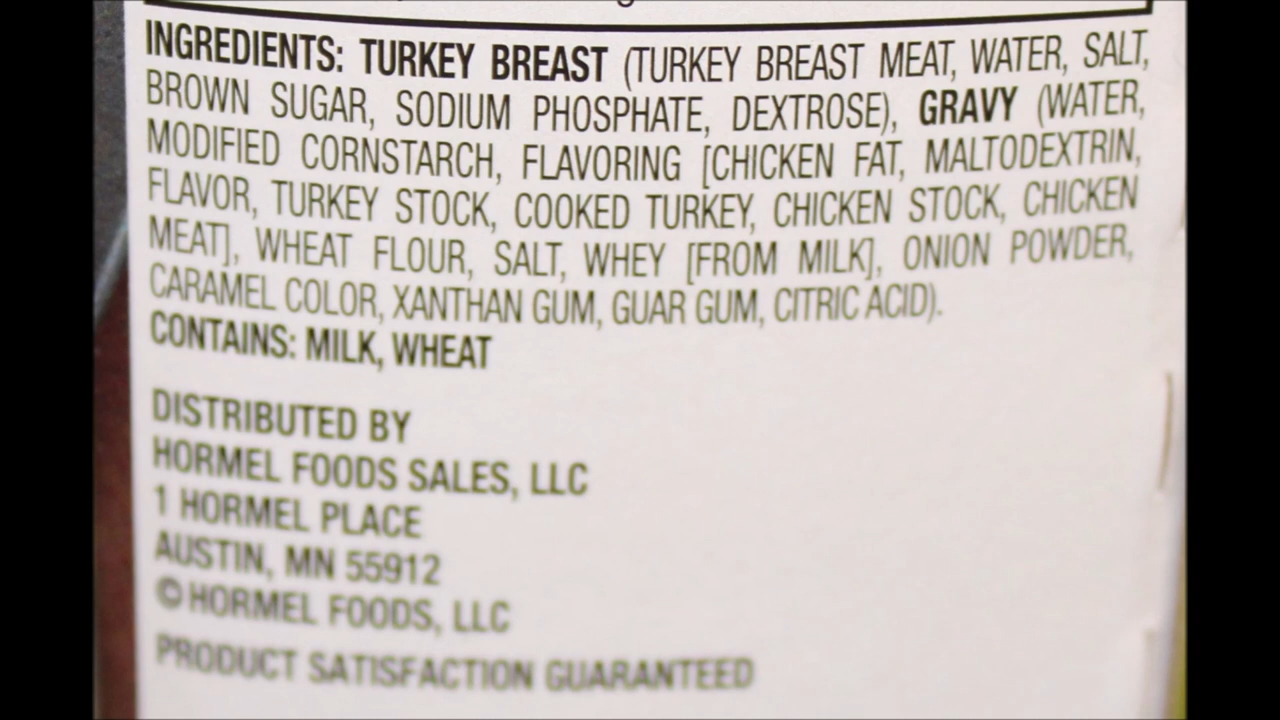 INGREDIENTS: TURKEY BREAST (TURKEY BREAST MEAT, WATER, SALT,
BROWN SUGAR, SODIUM PHOSPHATE, DEXTROSE), GRAVY (WATER,
MODIFIED CORNSTARCH, FLAVORING [CHICKEN FAT, MALTODEXTRIN,
FLAVOR, TURKEY STOCK, COOKED TURKEY, CHICKEN STOCK, CHICKEN
MEAT], WHEAT FLOUR, SALT, WHEY [FROM MILK], ONION POWDER,
CARAMEL COLOR, XANTHAN GUM, GUAR GUM, CITRIC ACID).
CONTAINS: MILK, WHEAT
DISTRIBUTED BY
HORMEL FOODS SALES, LLC
1 HORMEL PLACE
AUSTIN, MN 55912
© HORMEL FOODS, LLC
PRODUCT SATISFACTION GUARANTEED